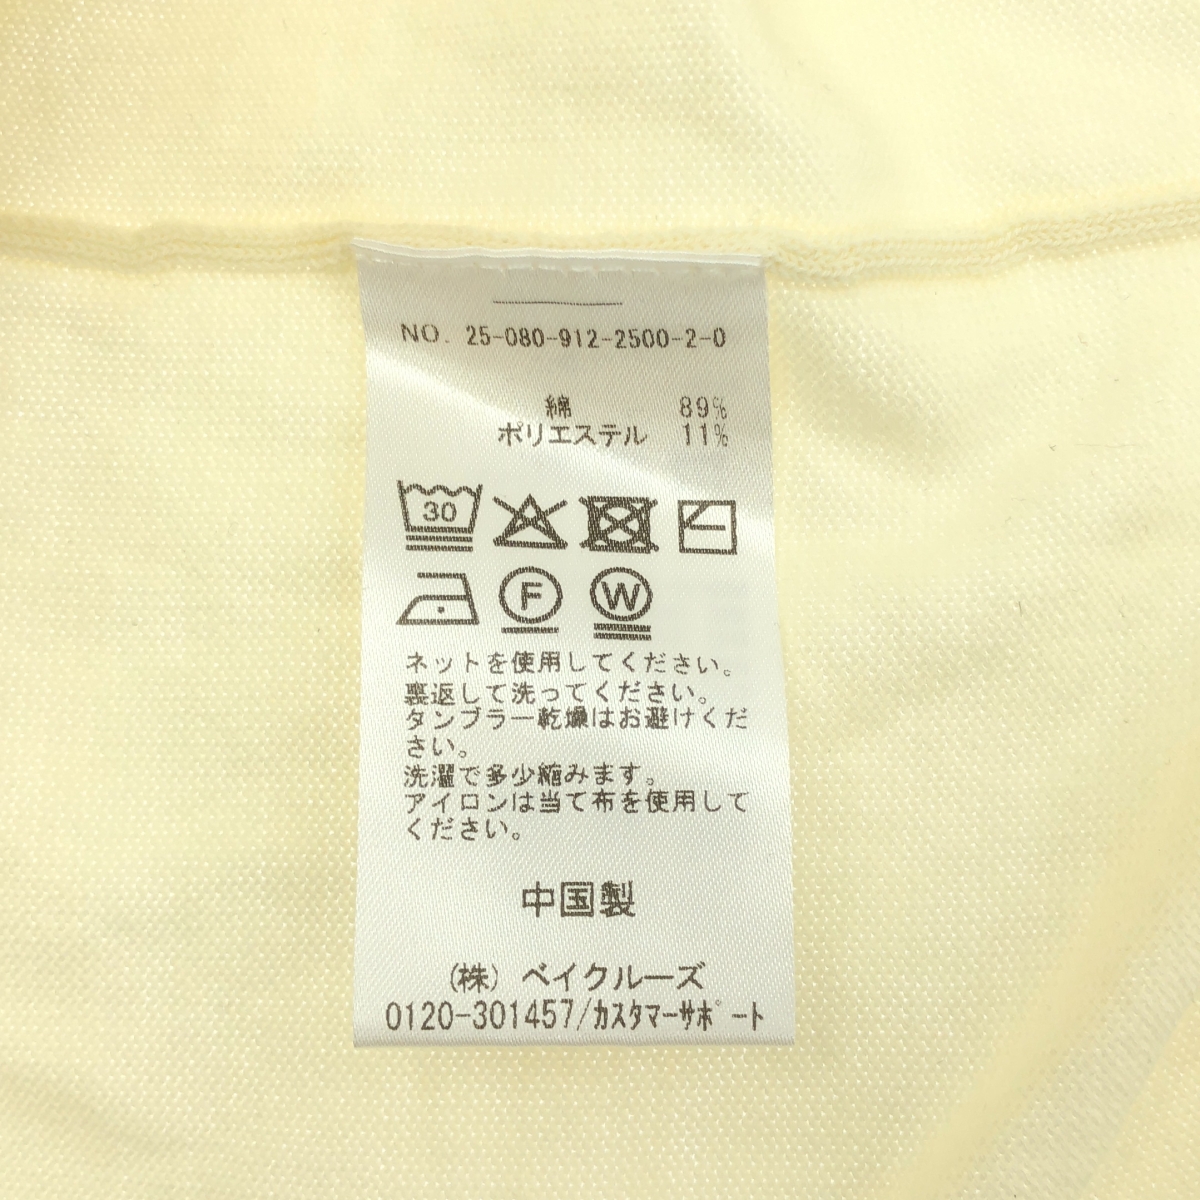 NO. 25-080-912-2500-2-0
綿 89%
ポリエステル 11%
30
F W
ネットを使用してください。
裏返して洗ってください。
タンブラー乾燥はお避けくだ
さい。
洗濯で多少縮みます。
アイロンは当て布を使用して
ください。
中国製
(株) ベイクルーズ
0120-301457/カスタマーサポート